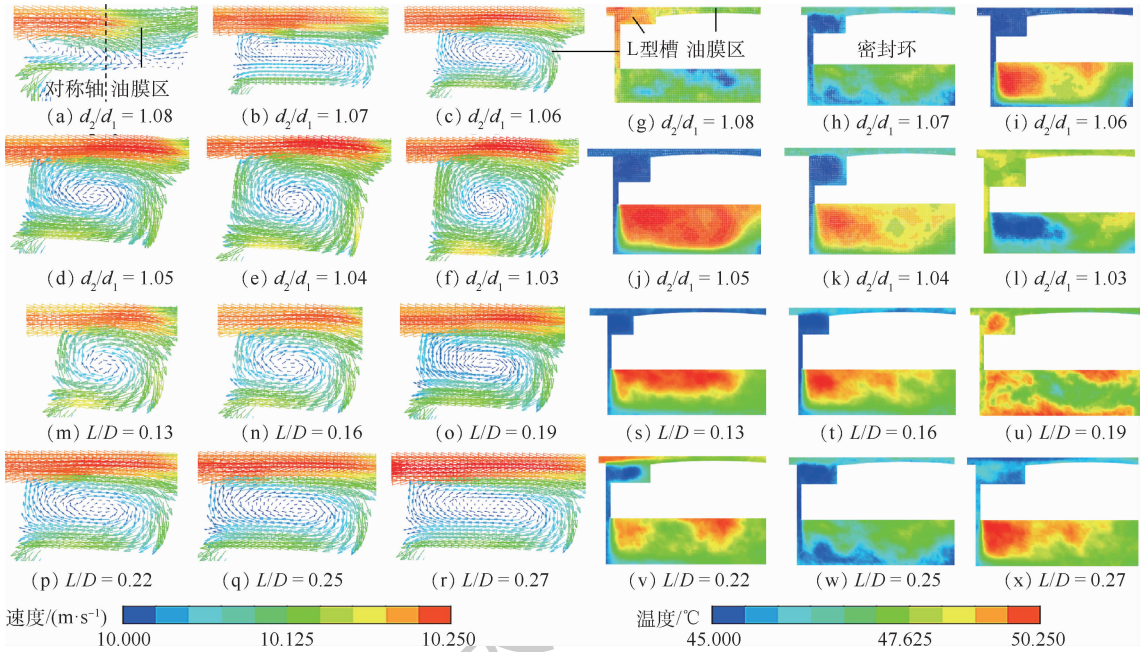 对称轴 油膜区
L型槽 油膜区
密封环
(a) d₂/d₁ = 1.08
(b) d₂/d₁ = 1.07
(c) d₂/d₁ = 1.06
(g) d₂/d₁ = 1.08
(h) d₂/d₁ = 1.07
(i) d₂/d₁ = 1.06
(d) d₂/d₁ = 1.05
(e) d₂/d₁ = 1.04
(f) d₂/d₁ = 1.03
(j) d₂/d₁ = 1.05
(k) d₂/d₁ = 1.04
(l) d₂/d₁ = 1.03
(m) L/D = 0.13
(n) L/D = 0.16
(o) L/D = 0.19
(s) L/D = 0.13
(t) L/D = 0.16
(u) L/D = 0.19
(p) L/D = 0.22
(q) L/D = 0.25
(r) L/D = 0.27
(v) L/D = 0.22
(w) L/D = 0.25
(x) L/D = 0.27
速度/(m·s⁻¹)
10.000 10.125 10.250
温度/℃
45.000 47.625 50.250